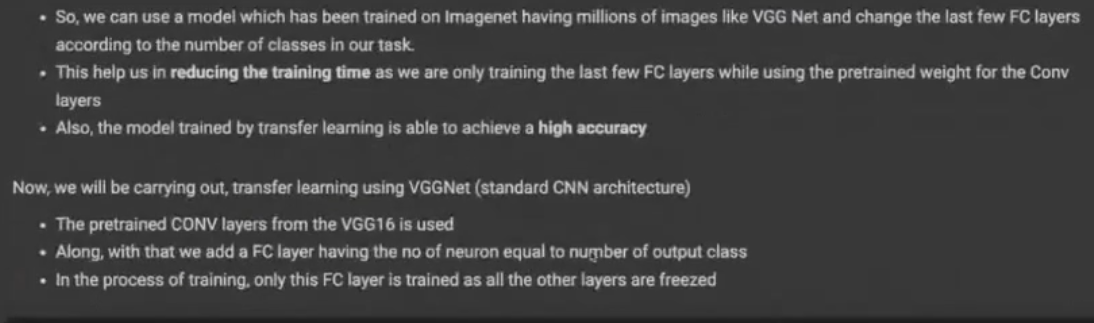 • So, we can use a model which has been trained on Imagenet having millions of images like VGG Net and change the last few FC layers
according to the number of classes in our task.
• This help us in reducing the training time as we are only training the last few FC layers while using the pretrained weight for the Conv
layers
• Also, the model trained by transfer learning is able to achieve a high accuracy
Now, we will be carrying out, transfer learning using VGGNet (standard CNN architecture)
• The pretrained CONV layers from the VGG16 is used
• Along, with that we add a FC layer having the no of neuron equal to number of output class
• In the process of training, only this FC layer is trained as all the other layers are freezed